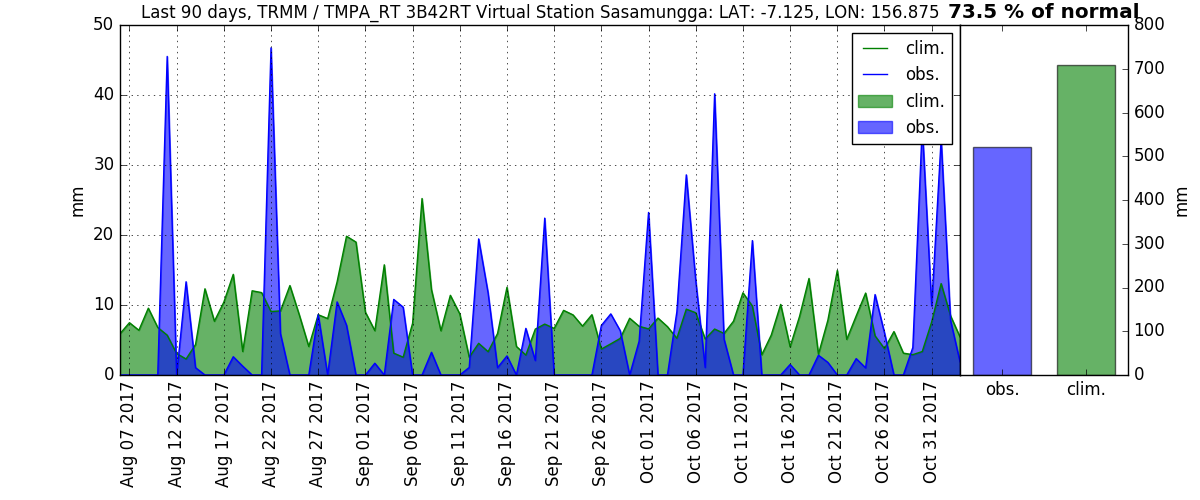 Last 90 days, TRMM / TMPA_RT 3B42RT Virtual Station Sasamungga: LAT: -7.125, LON: 156.875 73.5 % of normal
50
40
30
20
10
0
mm
clim.
obs.
clim.
obs.
800
700
600
500
400
300
200
100
0
mm
Aug 07 2017
Aug 12 2017
Aug 17 2017
Aug 22 2017
Aug 27 2017
Sep 01 2017
Sep 06 2017
Sep 11 2017
Sep 16 2017
Sep 21 2017
Sep 26 2017
Oct 01 2017
Oct 06 2017
Oct 11 2017
Oct 16 2017
Oct 21 2017
Oct 26 2017
Oct 31 2017
obs.
clim.